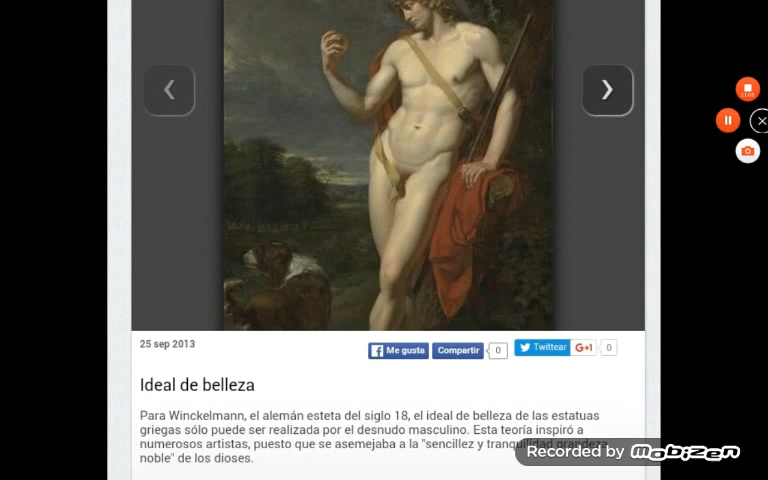 25 sep 2013
Me gusta Compartir 0 Twittear G+1 0
Ideal de belleza
Para Winckelmann, el alemán esteta del siglo 18, el ideal de belleza de las estatuas
griegas sólo puede ser realizada por el desnudo masculino. Esta teoría inspiró a
numerosos artistas, puesto que se asemejaba a la "sencillez y tranquilidad grandeza
noble" de los dioses.
Recorded by mobizen